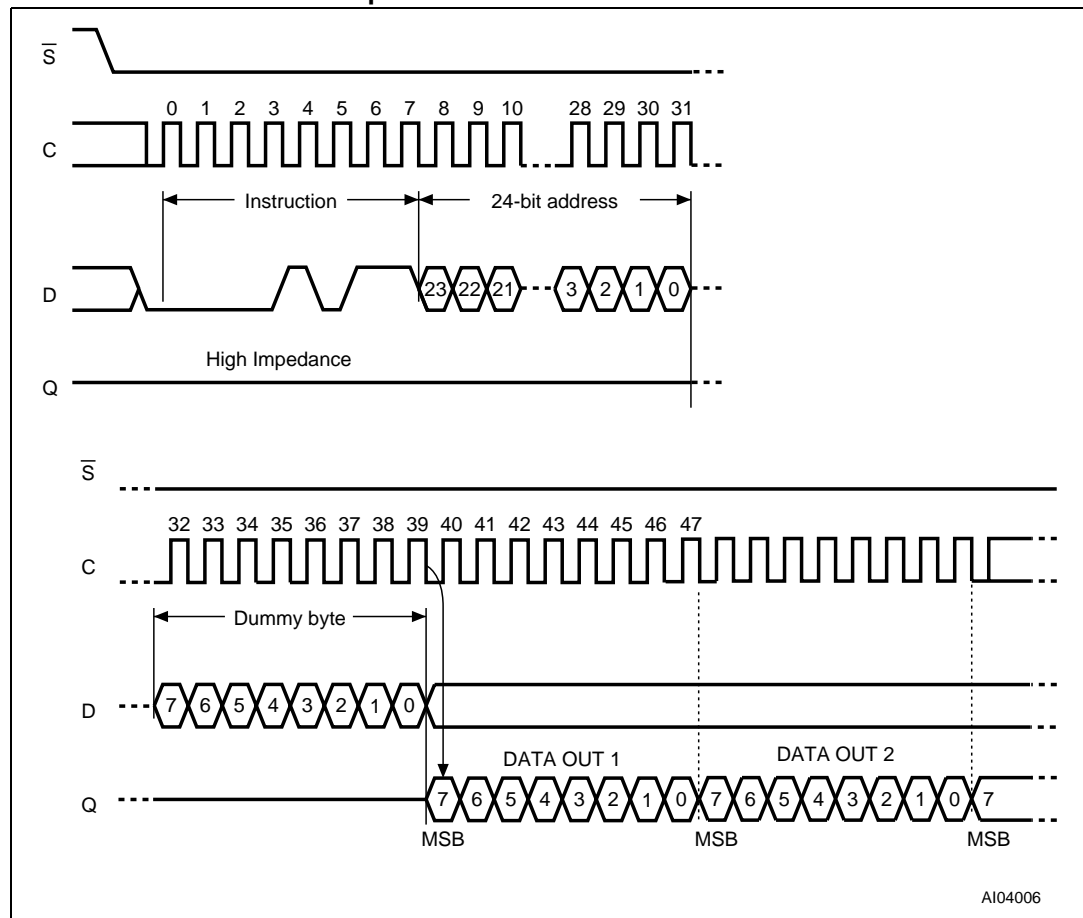 S
0 1 2 3 4 5 6 7 8 9 10 28 29 30 31
C
Instruction 24-bit address
D 23 22 21 3 2 1 0
High Impedance
Q
S
32 33 34 35 36 37 38 39 40 41 42 43 44 45 46 47
C
Dummy byte
D 7 6 5 4 3 2 1 0
DATA OUT 1 DATA OUT 2
Q 7 6 5 4 3 2 1 0 7 6 5 4 3 2 1 0 7
MSB MSB MSB
AI04006